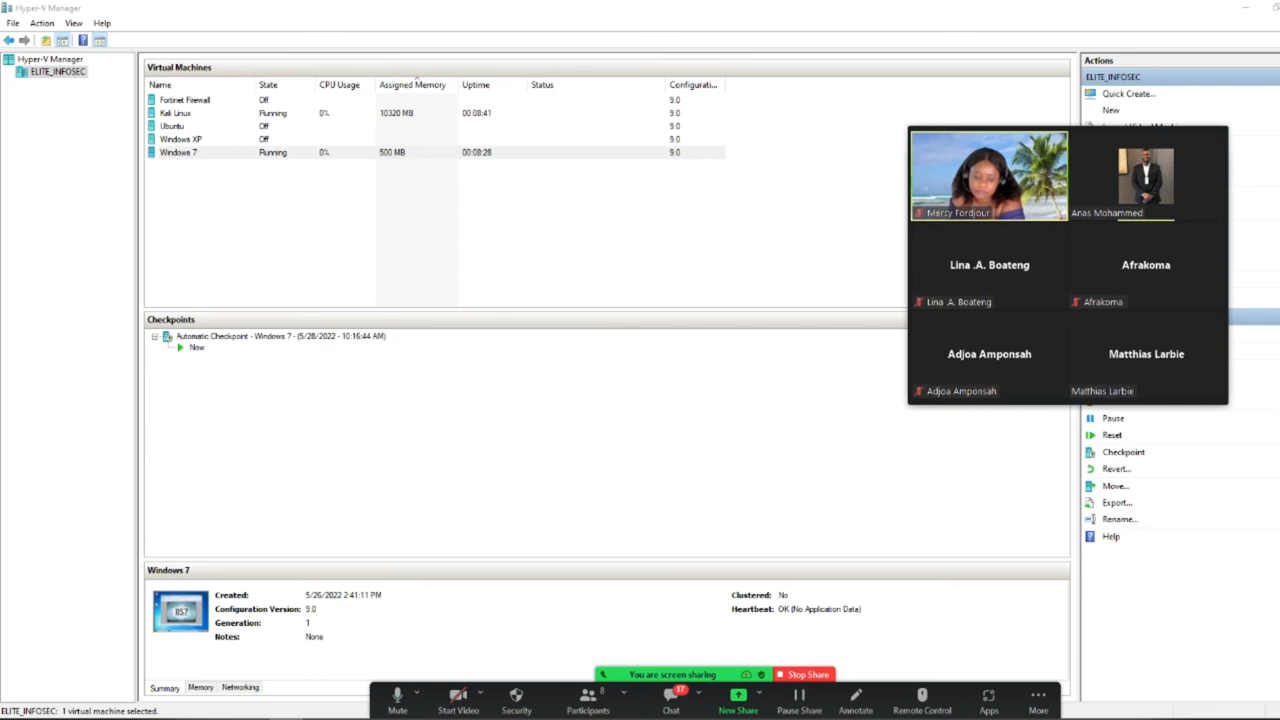 Hyper-V Manager
File Action View Help
Hyper-V Manager
ELITE_INFOSEC
Virtual Machines
Name State CPU Usage Assigned Memory Uptime Status Configurati...
Fortinet Firewall Off 9.0
Kali Linux Running 0% 10320 MB 00:08:41 9.0
Ubuntu Off 9.0
Windows XP Off 9.0
Windows 7 Running 0% 500 MB 00:08:28 9.0
Checkpoints
Automatic Checkpoint - Windows 7 - (5/28/2022 - 10:16:44 AM)
Now
Windows 7
Created: 5/26/2022 2:41:11 PM
Configuration Version: 9.0
Generation: 1
Notes: None
Clustered: No
Heartbeat: OK (No Application Data)
IIS7
Summary Memory Networking
ELITE_INFOSEC: 1 virtual machine selected.
Actions
ELITE_INFOSEC
Quick Create...
New
Mercy Fordjour
Anas Mohammed
Lina .A. Boateng
Afrakoma
Lina .A. Boateng
Afrakoma
Adjoa Amponsah
Matthias Larbie
Adjoa Amponsah
Matthias Larbie
Pause
Reset
Checkpoint
Revert...
Move...
Export...
Rename...
Help
You are screen sharing
Stop Share
8
17
Mute Start Video Security Participants Chat New Share Pause Share Annotate Remote Control Apps More